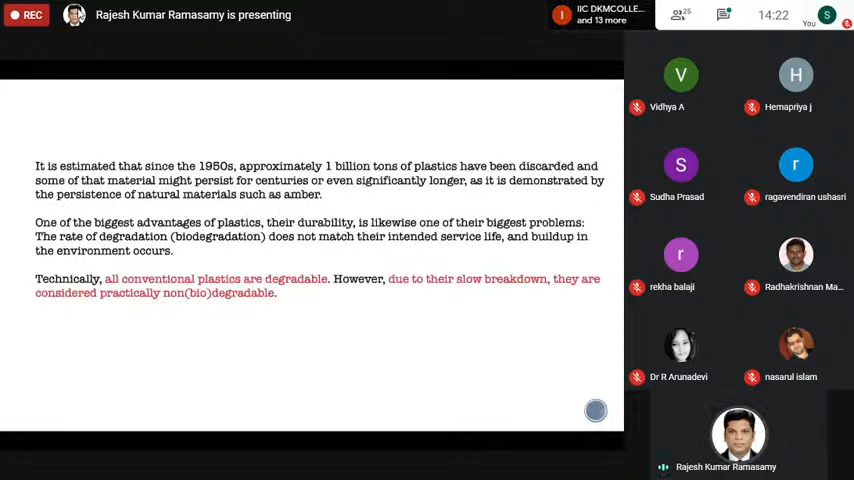 REC
Rajesh Kumar Ramasamy is presenting
I
IIC DKMCOLLE...
and 13 more
25
14:22
You
S
It is estimated that since the 1950s, approximately 1 billion tons of plastics have been discarded and
some of that material might persist for centuries or even significantly longer, as it is demonstrated by
the persistence of natural materials such as amber.
One of the biggest advantages of plastics, their durability, is likewise one of their biggest problems:
The rate of degradation (biodegradation) does not match their intended service life, and buildup in
the environment occurs.
Technically, all conventional plastics are degradable. However, due to their slow breakdown, they are
considered practically non(bio)degradable.
V
Vidhya A
H
Hemapriya j
S
Sudha Prasad
r
ragavendiran ushasri
r
rekha balaji
Radhakrishnan Ma...
Dr R Arunadevi
nasarul islam
Rajesh Kumar Ramasamy